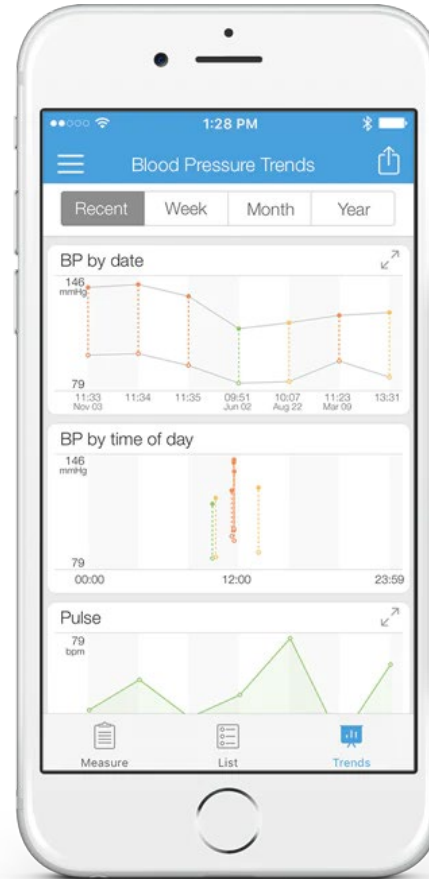 1:28 PM
Blood Pressure Trends
Recent Week Month Year
BP by date
146
mmHg
79
11:33 11:34 11:35 09:51 10:07 11:23 13:31
Nov 03 Jun 02 Aug 22 Mar 09
BP by time of day
146
mmHg
79
00:00 12:00 23:59
Pulse
79
bpm
Measure List Trends